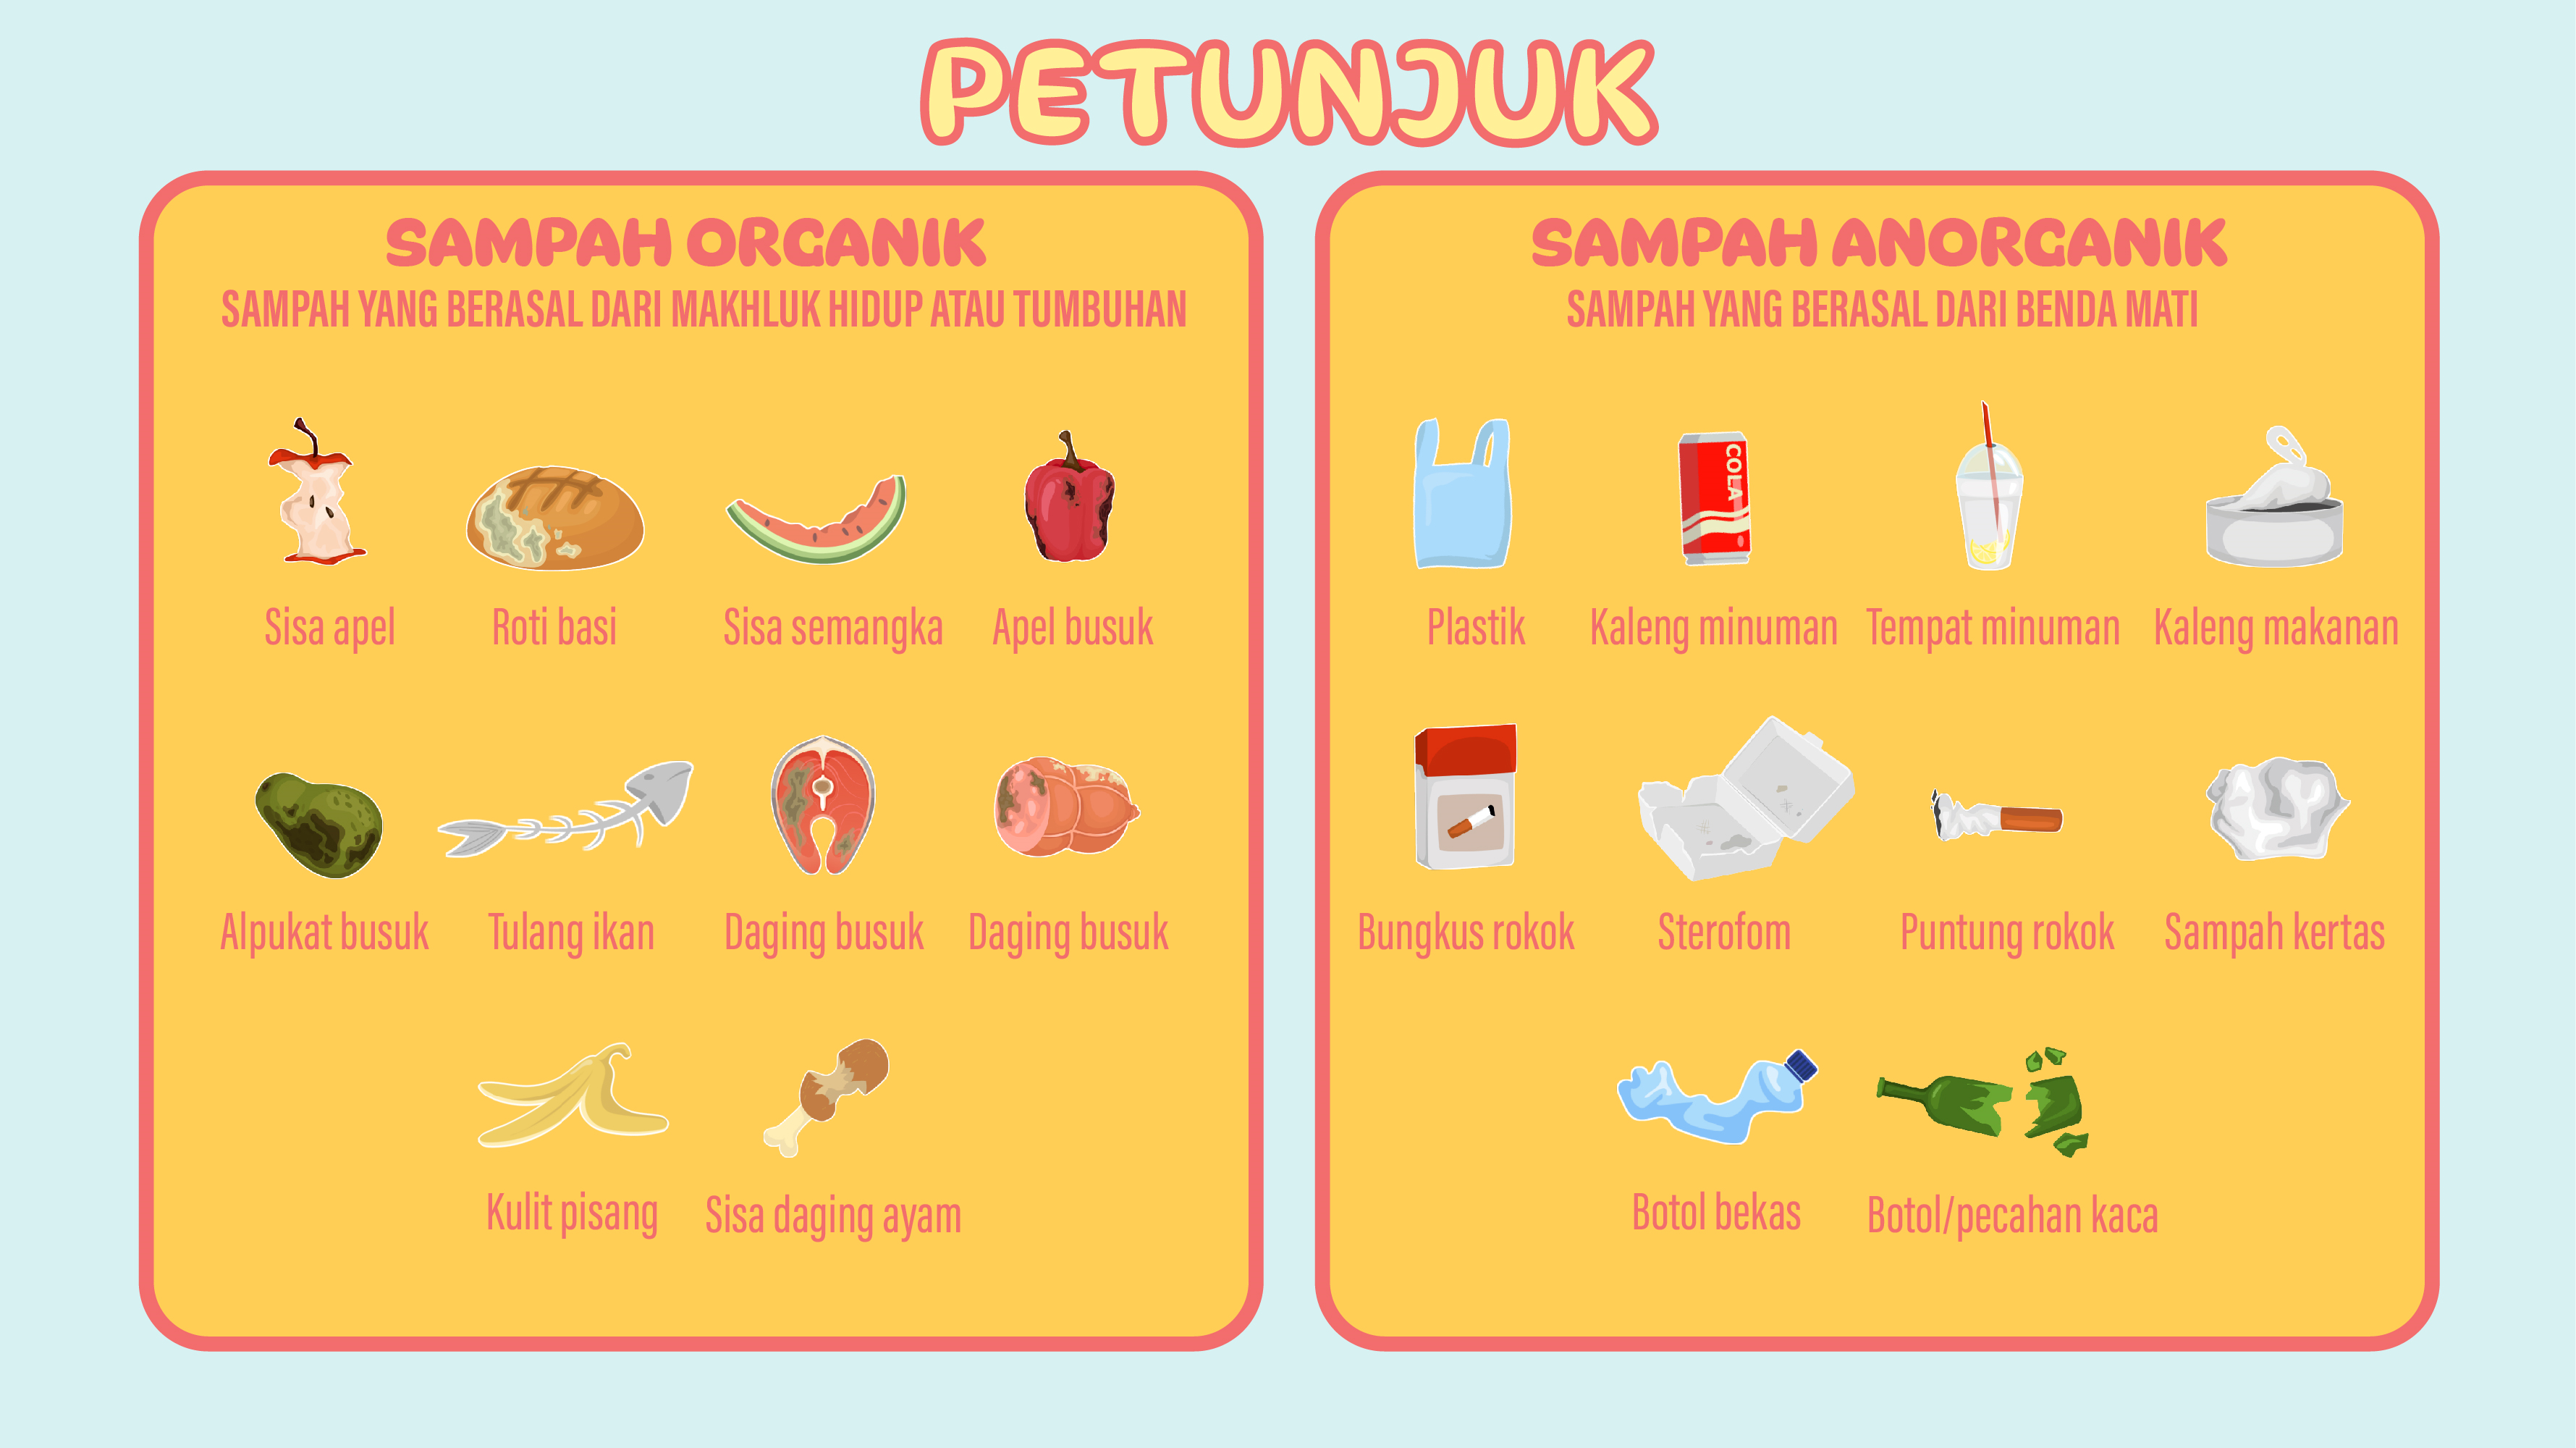 PETUNJUK
SAMPAH ORGANIK
SAMPAH YANG BERASAL DARI MAKHLUK HIDUP ATAU TUMBUHAN
Sisa apel
Roti basi
Sisa semangka
Apel busuk
Alpukat busuk
Tulang ikan
Daging busuk
Daging busuk
Kulit pisang
Sisa daging ayam
SAMPAH ANORGANIK
SAMPAH YANG BERASAL DARI BENDA MATI
COLA
Plastik
Kaleng minuman
Tempat minuman
Kaleng makanan
Bungkus rokok
Sterofom
Puntung rokok
Sampah kertas
Botol bekas
Botol/pecahan kaca